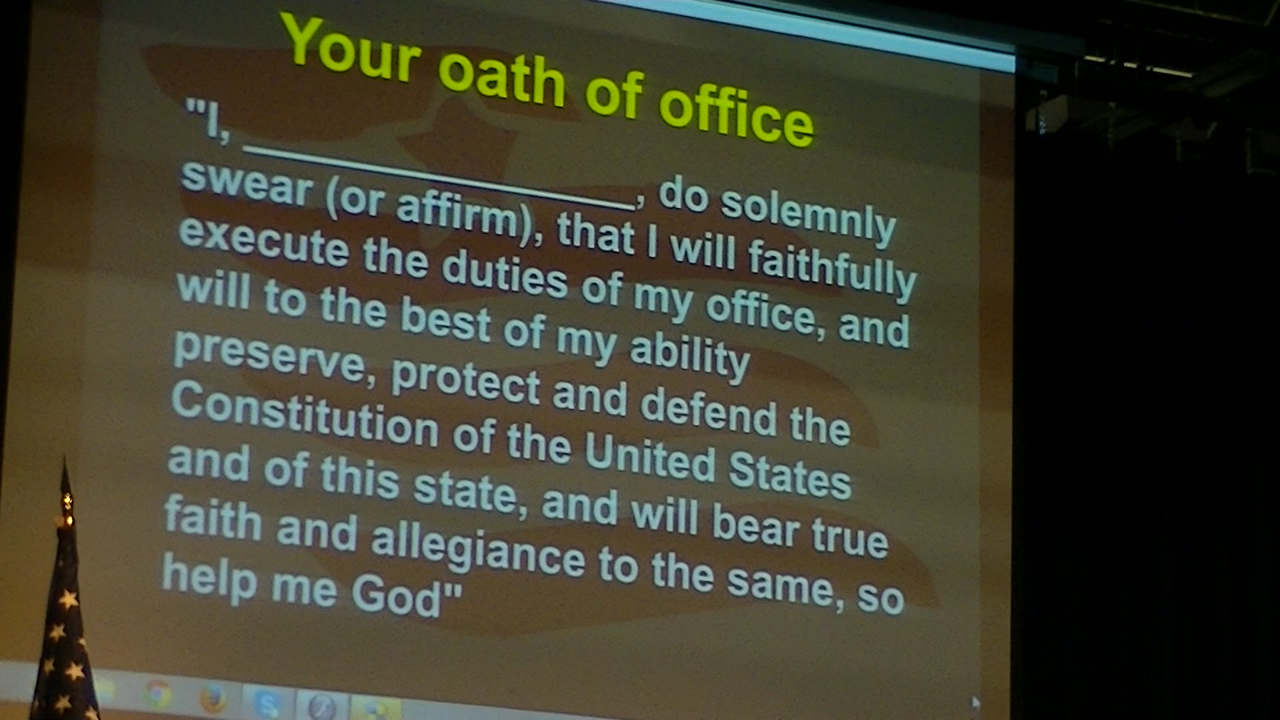 Your oath of office
"I, ________________, do solemnly
swear (or affirm), that I will faithfully
execute the duties of my office, and
will to the best of my ability
preserve, protect and defend the
Constitution of the United States
and of this state, and will bear true
faith and allegiance to the same, so
help me God"